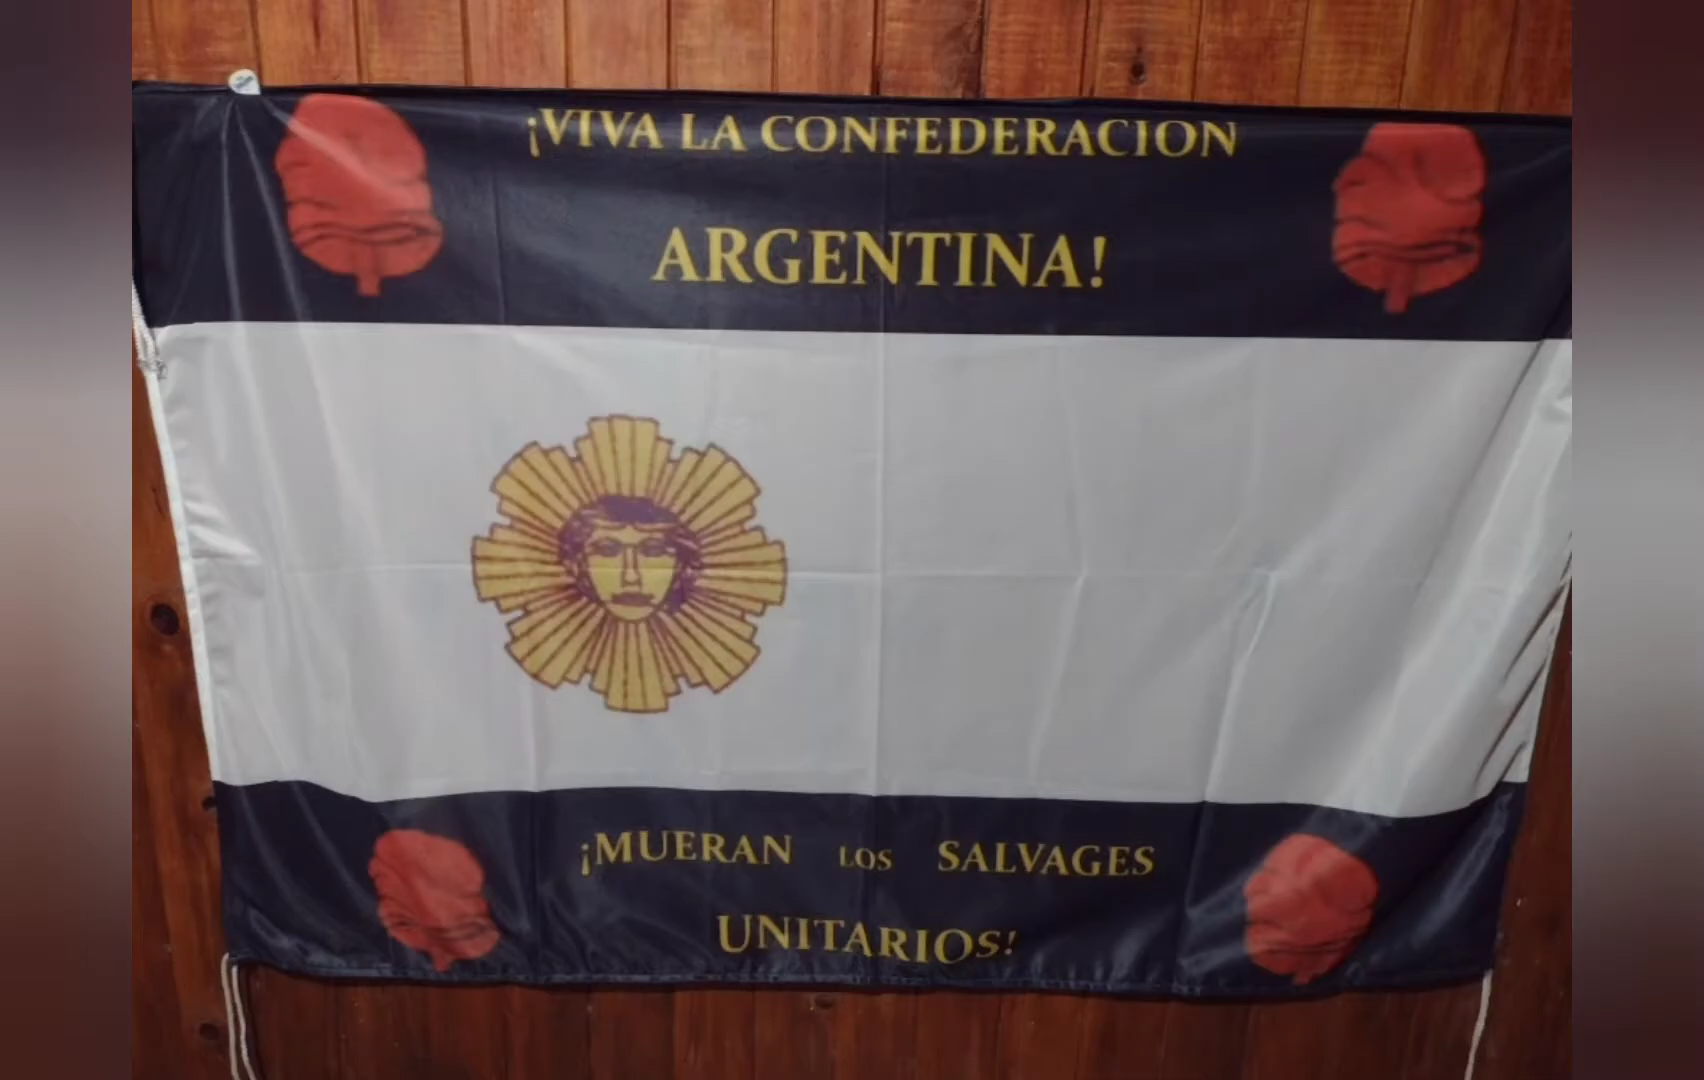 ¡VIVA LA CONFEDERACION
ARGENTINA!
¡MUERAN LOS SALVAGES
UNITARIOS!